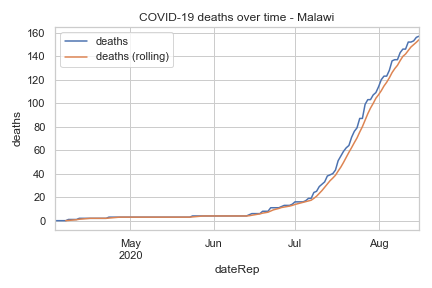 COVID-19 deaths over time - Malawi
deaths
deaths (rolling)
160
140
120
100
80
60
40
20
0
deaths
May
2020
Jun
Jul
Aug
dateRep